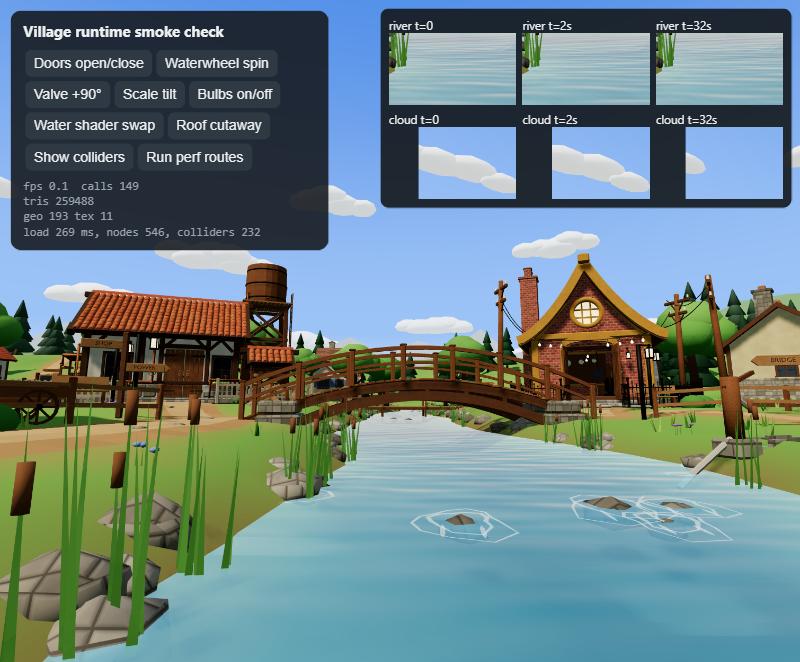 Village runtime smoke check
Doors open/close Waterwheel spin
Valve +90° Scale tilt Bulbs on/off
Water shader swap Roof cutaway
Show colliders Run perf routes
fps 0.1 calls 149
tris 259488
geo 193 tex 11
load 269 ms, nodes 546, colliders 232
river t=0 river t=2s river t=32s
cloud t=0 cloud t=2s cloud t=32s
SHOP
POWER
BRIDGE